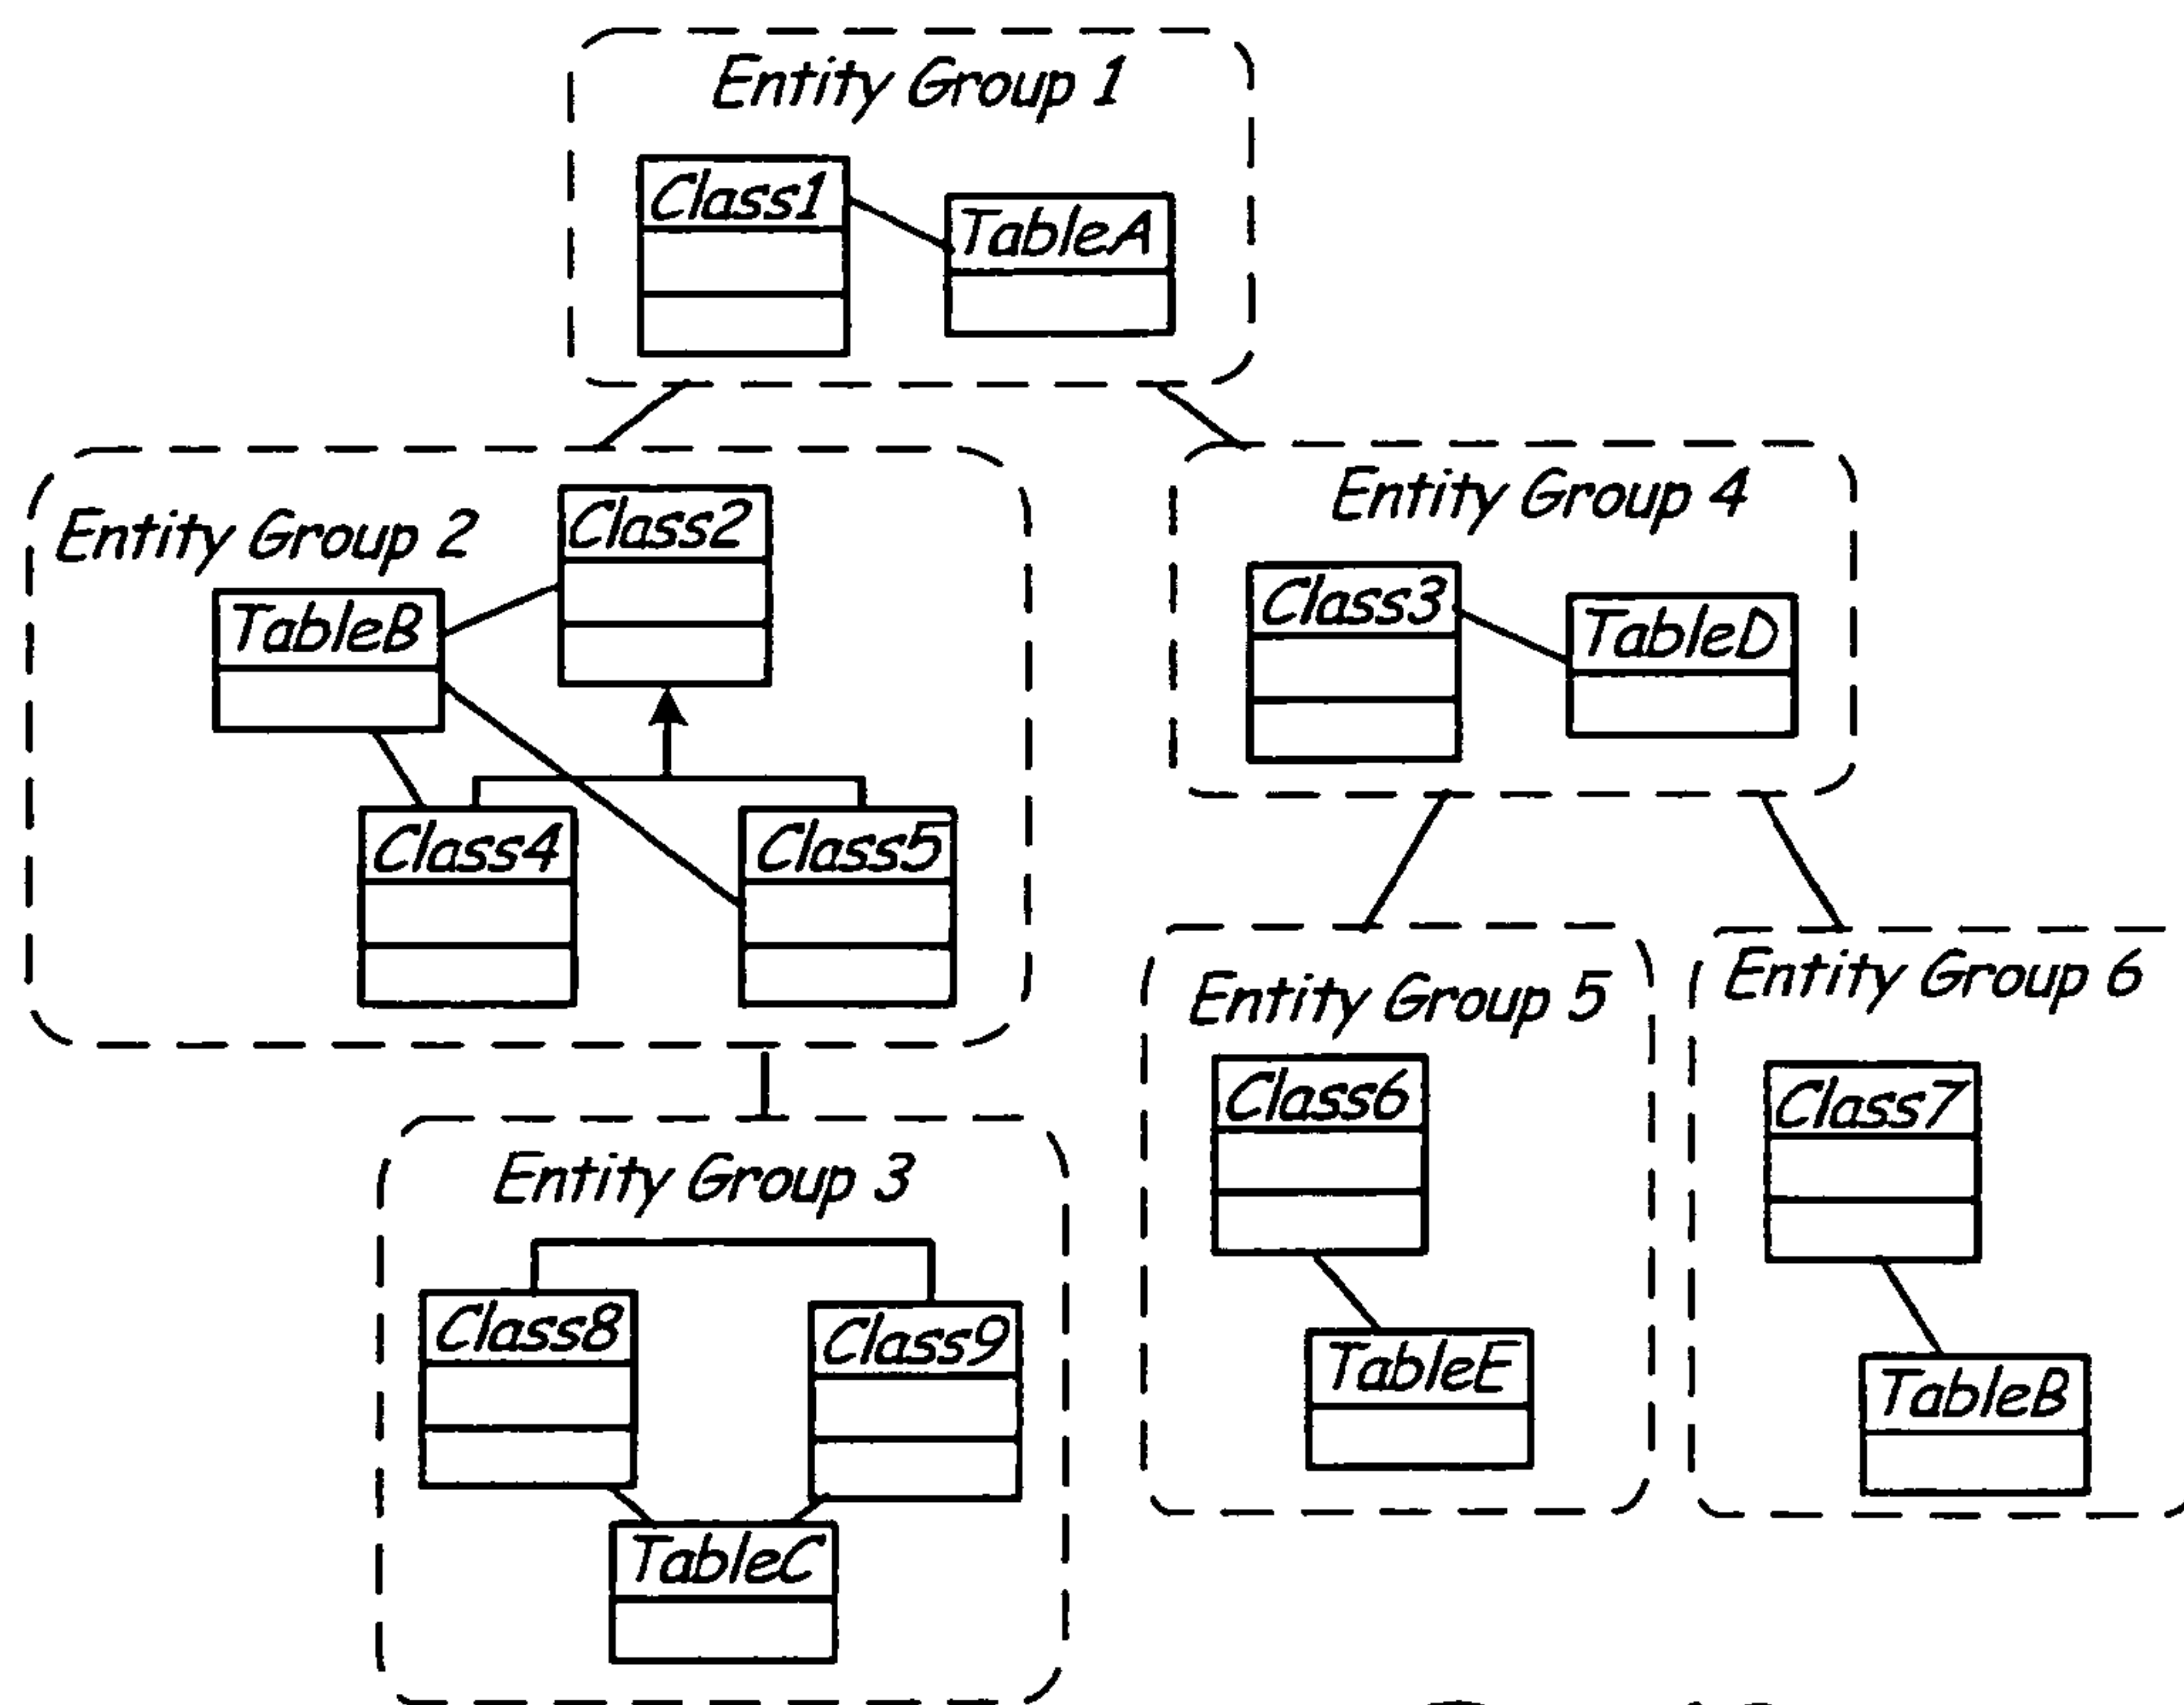 Entity Group 1
Class1
TableA
Entity Group 2
Class2
TableB
Class4
Class5
Entity Group 4
Class3
TableD
Entity Group 3
Class8
Class9
TableC
Entity Group 5
Class6
TableE
Entity Group 6
Class7
TableB